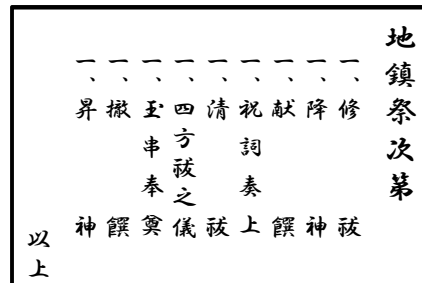 地鎮祭次第
一、修祓
一、降神
一、献饌
一、祝詞奏上
一、清祓
一、四方祓之儀
一、玉串奉奠
一、撤饌
一、昇神
以上